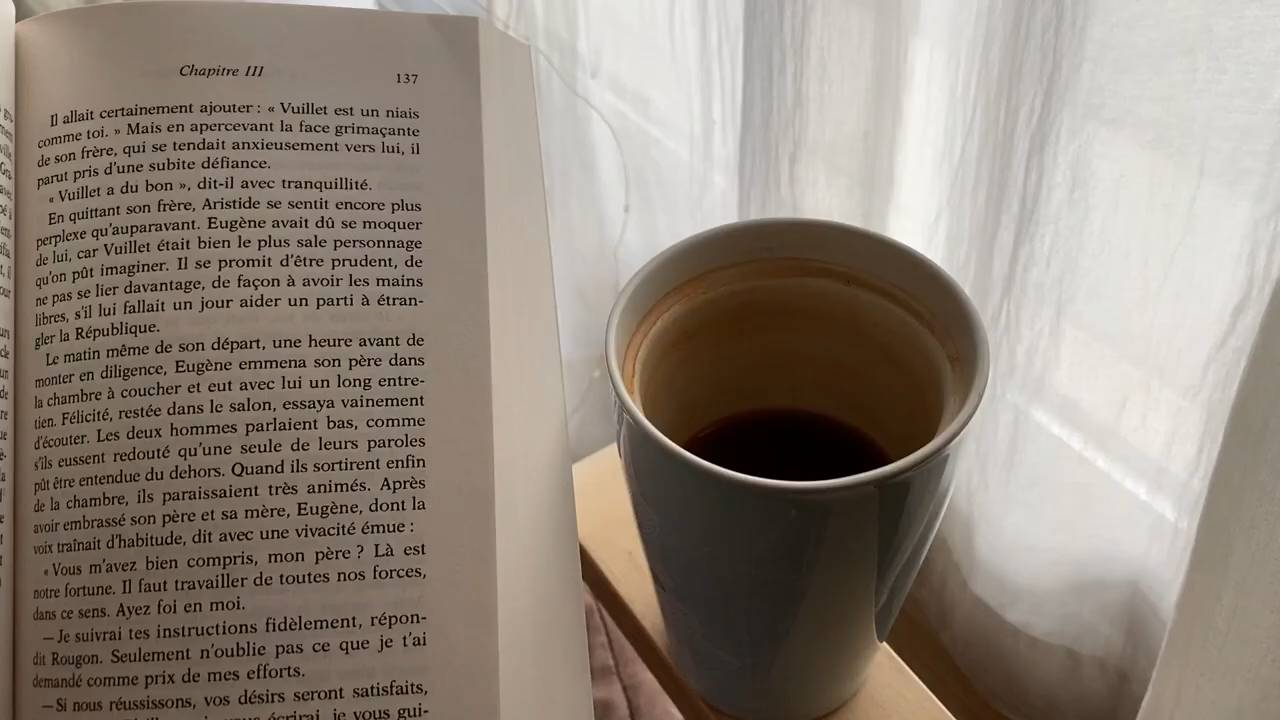 Chapitre III
137
Il allait certainement ajouter : « Vuillet est un niais
comme toi. » Mais en apercevant la face grimaçante
de son frère, qui se tendait anxieusement vers lui, il
parut pris d'une subite défiance.
« Vuillet a du bon », dit-il avec tranquillité.
En quittant son frère, Aristide se sentit encore plus
perplexe qu'auparavant. Eugène avait dû se moquer
de lui, car Vuillet était bien le plus sale personnage
qu'on pût imaginer. Il se promit d'être prudent, de
ne pas se lier davantage, de façon à avoir les mains
libres, s'il lui fallait un jour aider un parti à étran-
gler la République.
Le matin même de son départ, une heure avant de
monter en diligence, Eugène emmena son père dans
la chambre à coucher et eut avec lui un long entre-
tien. Félicité, restée dans le salon, essaya vainement
d'écouter. Les deux hommes parlaient bas, comme
s'ils eussent redouté qu'une seule de leurs paroles
pût être entendue du dehors. Quand ils sortirent enfin
de la chambre, ils paraissaient très animés. Après
avoir embrassé son père et sa mère, Eugène, dont la
voix traînait d'habitude, dit avec une vivacité émue :
« Vous m'avez bien compris, mon père ? Là est
notre fortune. Il faut travailler de toutes nos forces,
dans ce sens. Ayez foi en moi.
— Je suivrai tes instructions fidèlement, répon-
dit Rougon. Seulement n'oublie pas ce que je t'ai
demandé comme prix de mes efforts.
— Si nous réussissons, vos désirs seront satisfaits,
écrirai, je vous gui-